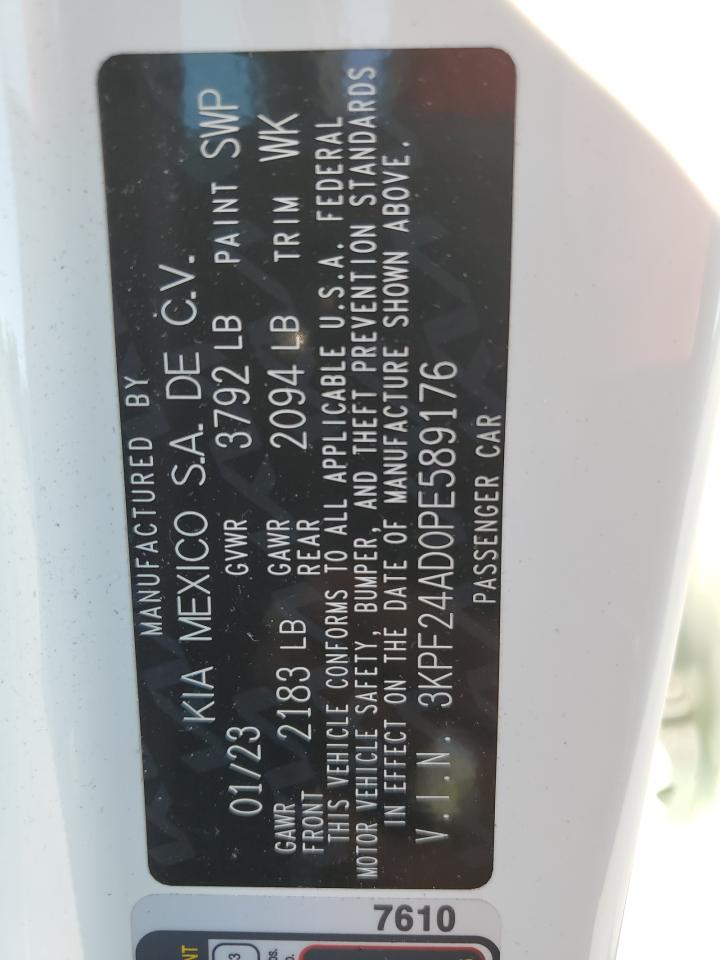 MANUFACTURED BY
KIA MEXICO S.A. DE C.V.
01/23 GVWR 3792 LB PAINT SWP
GAWR FRONT 2183 LB GAWR REAR 2094 LB TRIM WK
THIS VEHICLE CONFORMS TO ALL APPLICABLE U.S.A. FEDERAL
MOTOR VEHICLE SAFETY, BUMPER, AND THEFT PREVENTION STANDARDS
IN EFFECT ON THE DATE OF MANUFACTURE SHOWN ABOVE.
V.I.N. 3KPF24AD0PE589176
PASSENGER CAR
7610